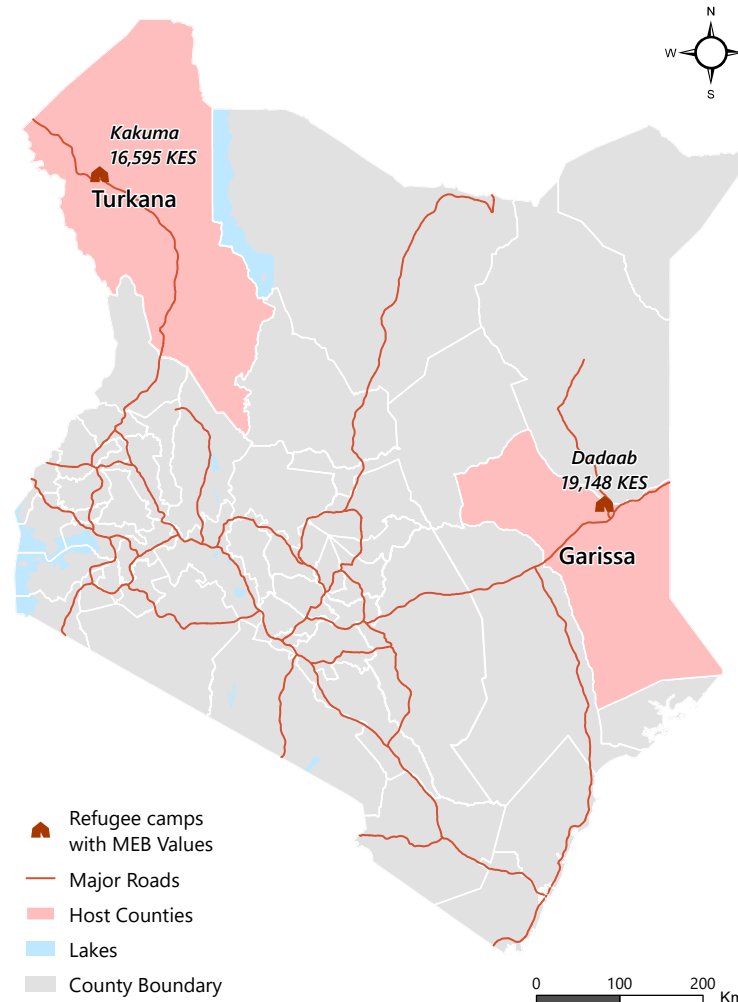 N
W
S
Kakuma
16,595 KES
Turkana
Dadaab
19,148 KES
Garissa
Refugee camps
with MEB Values
Major Roads
Host Counties
Lakes
County Boundary
0 100 200